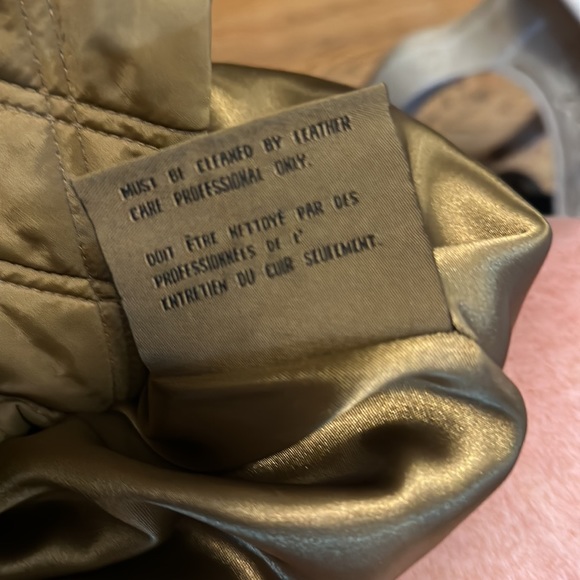 MUST BE CLEANED BY LEATHER
CARE PROFESSIONAL ONLY.
DOIT ÊTRE NETTOYÉ PAR DES
PROFESSIONNELS DE L'
ENTRETIEN DU CUIR SEULEMENT.